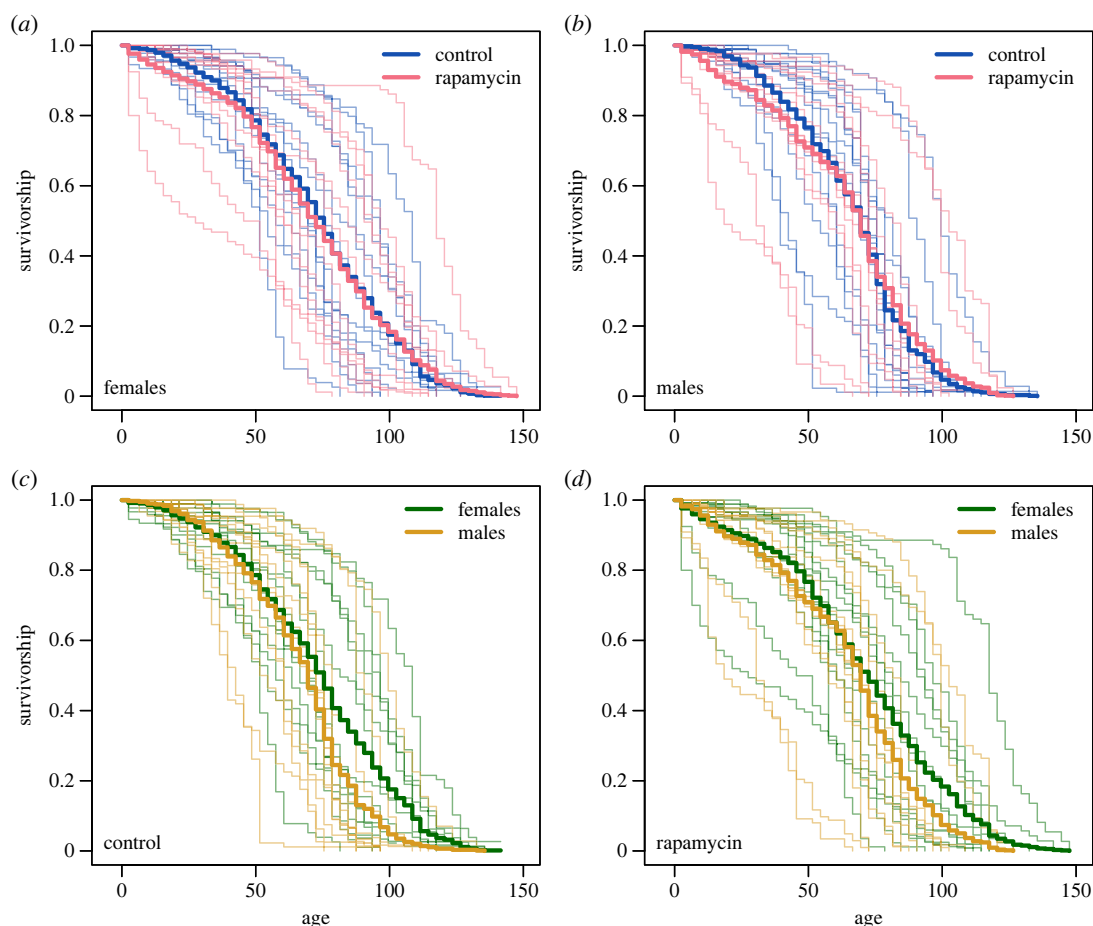 (a)
(b)
1.0
control
rapamycin
0.8
0.6
survivorship
0.4
0.2
females
0
0
50
100
150
1.0
control
rapamycin
0.8
0.6
survivorship
0.4
0.2
males
0
0
50
100
150
(c)
(d)
1.0
females
males
0.8
0.6
survivorship
0.4
0.2
control
0
0
50
100
150
age
1.0
females
males
0.8
0.6
0.4
0.2
rapamycin
0
0
50
100
150
age